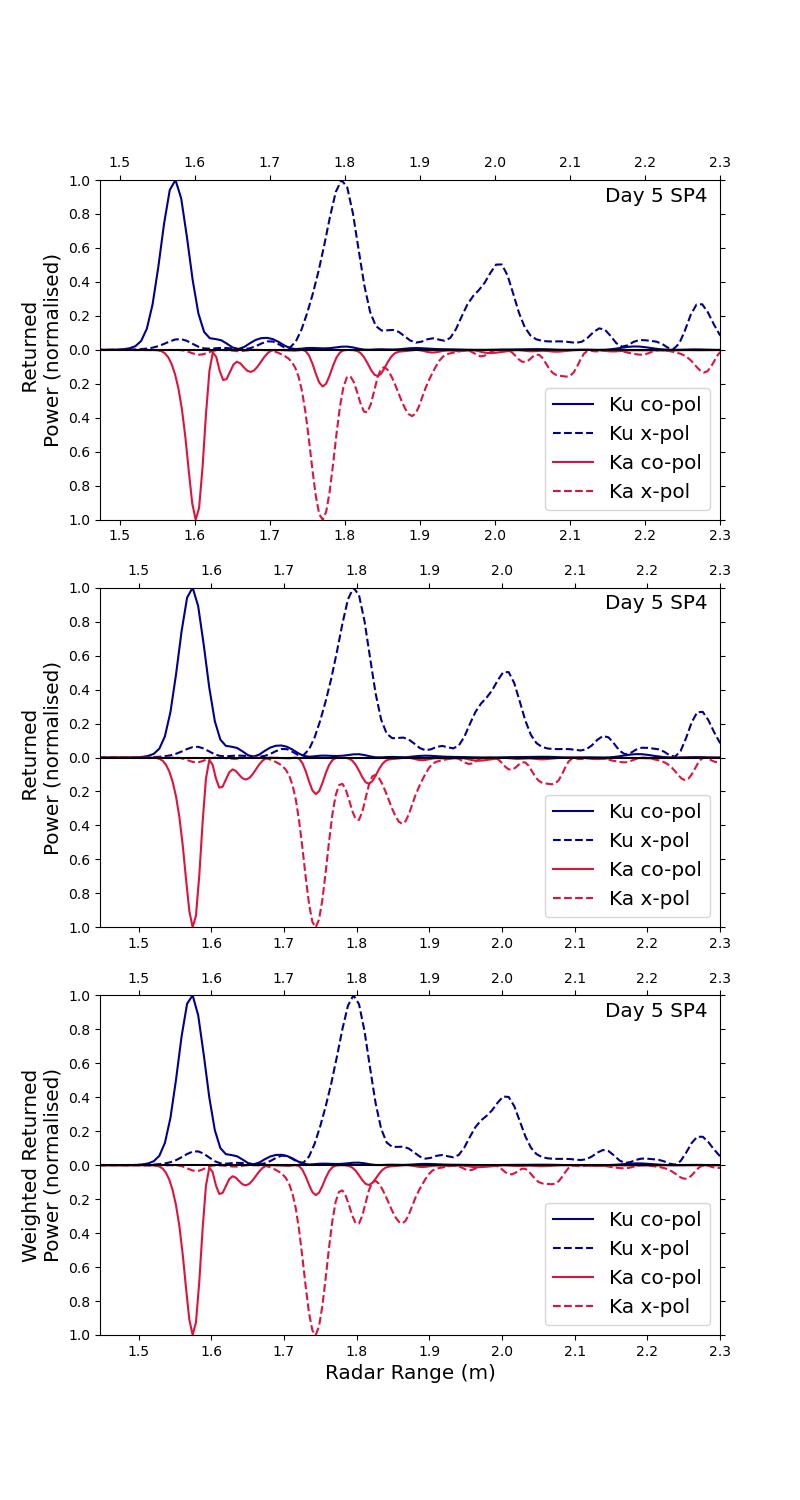 1.5 1.6 1.7 1.8 1.9 2.0 2.1 2.2 2.3
Day 5 SP4
1.0
0.8
0.6
0.4
0.2
0.0
0.2
0.4
0.6
0.8
1.0
Returned
Power (normalised)
Ku co-pol
Ku x-pol
Ka co-pol
Ka x-pol
1.5 1.6 1.7 1.8 1.9 2.0 2.1 2.2 2.3
1.5 1.6 1.7 1.8 1.9 2.0 2.1 2.2 2.3
Day 5 SP4
1.0
0.8
0.6
0.4
0.2
0.0
0.2
0.4
0.6
0.8
1.0
Returned
Power (normalised)
Ku co-pol
Ku x-pol
Ka co-pol
Ka x-pol
1.5 1.6 1.7 1.8 1.9 2.0 2.1 2.2 2.3
1.5 1.6 1.7 1.8 1.9 2.0 2.1 2.2 2.3
Day 5 SP4
1.0
0.8
0.6
0.4
0.2
0.0
0.2
0.4
0.6
0.8
1.0
Weighted Returned
Power (normalised)
Ku co-pol
Ku x-pol
Ka co-pol
Ka x-pol
1.5 1.6 1.7 1.8 1.9 2.0 2.1 2.2 2.3
Radar Range (m)